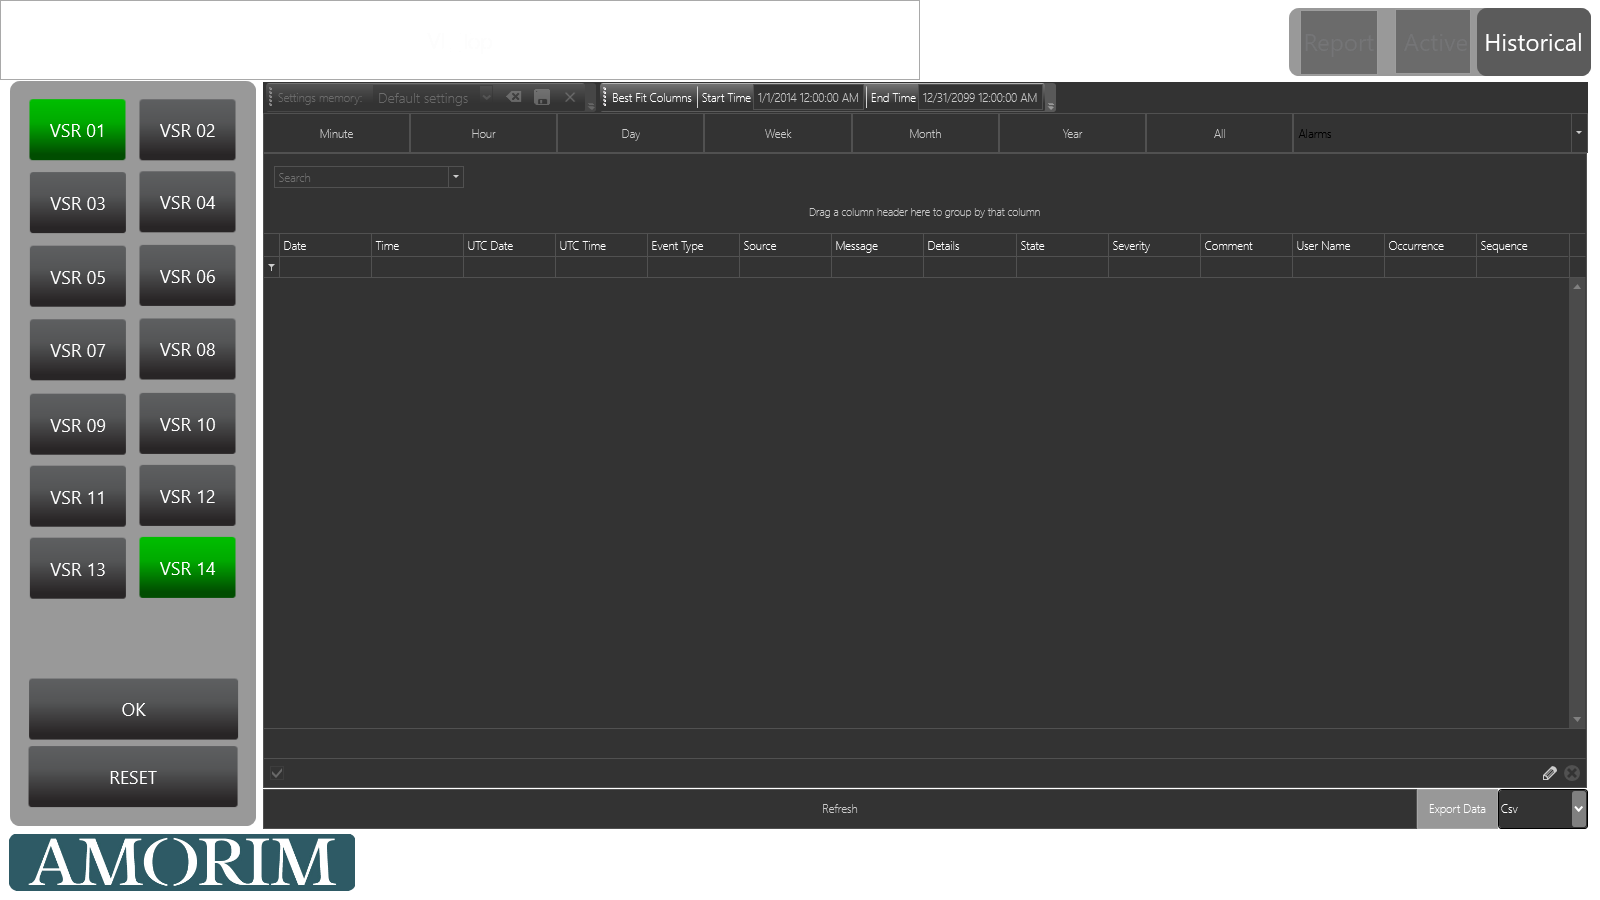 Report Active Historical
Settings memory: Default settings Best Fit Columns Start Time 1/1/2014 12:00:00 AM End Time 12/31/2099 12:00:00 AM
Minute Hour Day Week Month Year All Alarms
Search
Drag a column header here to group by that column
Date Time UTC Date UTC Time Event Type Source Message Details State Severity Comment User Name Occurrence Sequence
VSR 01 VSR 02
VSR 03 VSR 04
VSR 05 VSR 06
VSR 07 VSR 08
VSR 09 VSR 10
VSR 11 VSR 12
VSR 13 VSR 14
OK
RESET
Refresh Export Data Csv
AMORIM